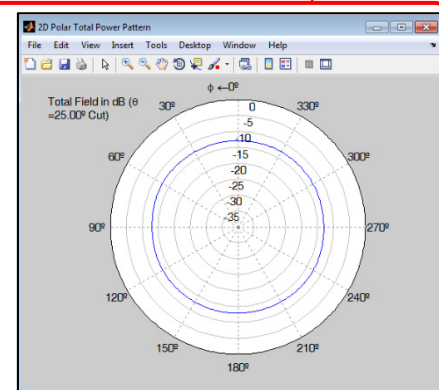 2D Polar Total Power Pattern
File Edit View Insert Tools Desktop Window Help
ϕ ←0º
Total Field in dB (θ
=25.00º Cut)
30º
330º
0
-5
-10
-15
-20
-25
-30
-35
60º
300º
90º
270º
120º
240º
150º
210º
180º